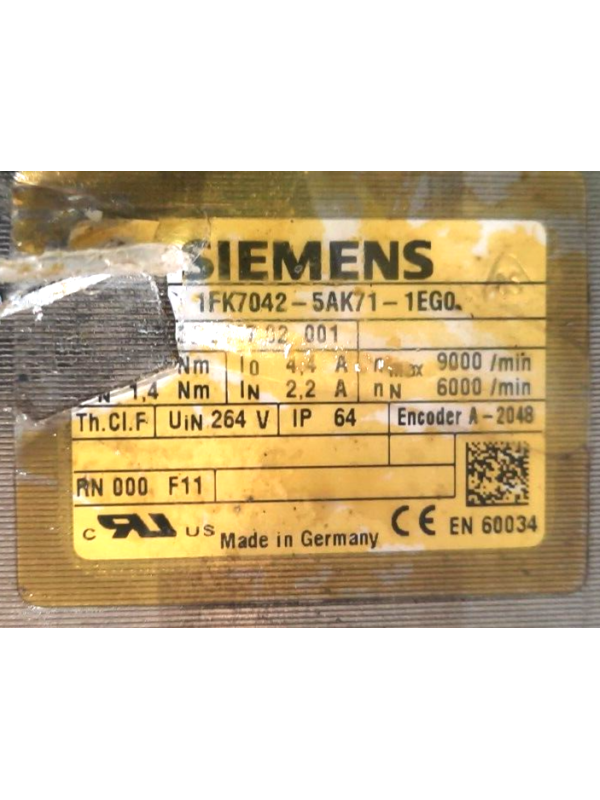 SIEMENS
1FK7042-5AK71-1EG0
02 001
Nm I0 4,4 A nmax 9000 /min
N 1,4 Nm IN 2,2 A nN 6000 /min
Th.Cl.F UIN 264 V IP 64 Encoder A-2048
RN 000 F11
C RU US Made in Germany CE EN 60034